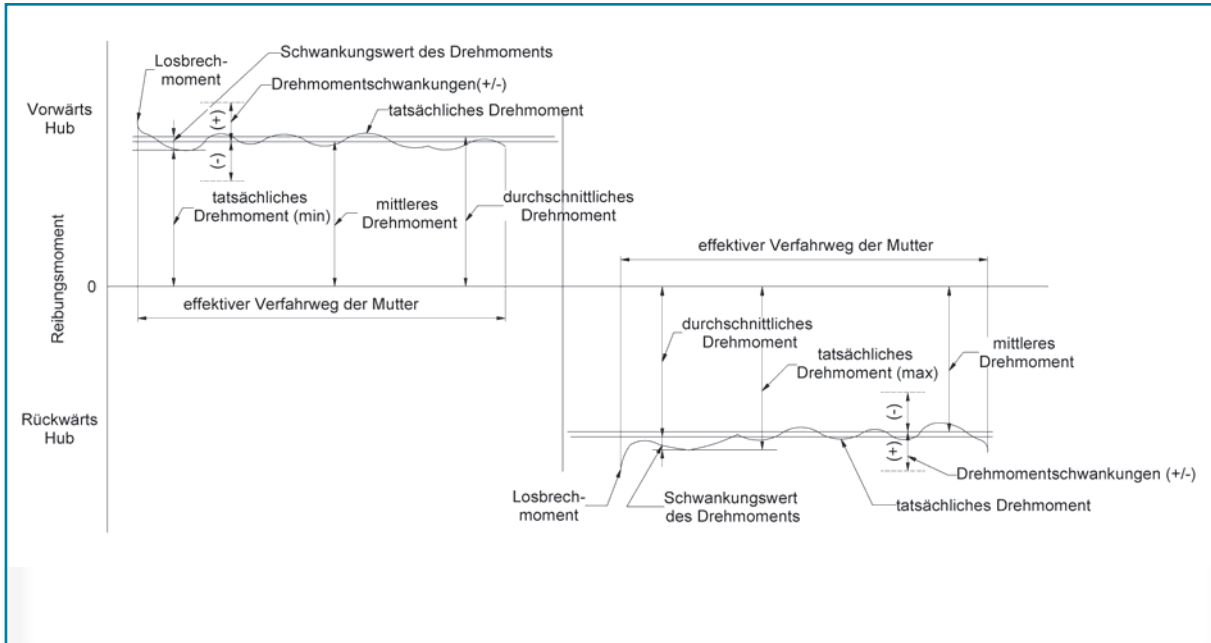 Losbrech-
moment
Schwankungswert des Drehmoments
Drehmomentschwankungen(+/-)
tatsächliches Drehmoment
Vorwärts
Hub
(+)
(-)
tatsächliches
Drehmoment (min)
mittleres
Drehmoment
durchschnittliches
Drehmoment
Reibungsmoment
0
effektiver Verfahrweg der Mutter
effektiver Verfahrweg der Mutter
durchschnittliches
Drehmoment
tatsächliches
Drehmoment (max)
mittleres
Drehmoment
Rückwärts
Hub
(-)
(+)
Drehmomentschwankungen (+/-)
Losbrech-
moment
Schwankungswert
des Drehmoments
tatsächliches Drehmoment